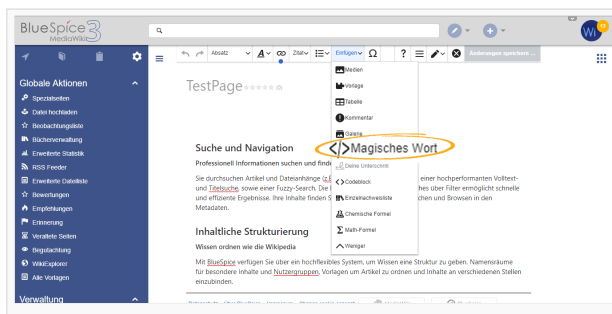 BlueSpice 3
MediaWiki
WI
Absatz
A
Zitat
Einfügen
Ω
?
Änderungen speichern ...
Globale Aktionen
Spezialseiten
Datei hochladen
Beobachtungsliste
Bücherverwaltung
Erweiterte Statistik
RSS Feeder
Erweiterte Dateiliste
Bewertungen
Empfehlungen
Erinnerung
Veraltete Seiten
Begutachtung
WikiExplorer
Alle Vorlagen
Verwaltung
TestPage
Medien
Vorlage
Tabelle
Kommentar
Galerie
</>Magisches Wort
Deine Unterschrift
Codeblock
Einzelnachweisliste
Chemische Formel
Math-Formel
Weniger
Suche und Navigation
Professionell Informationen suchen und finde
Sie durchsuchen Artikel und Dateianhänge (z.B einer hochperformanten Volltext-
und Titelsuche, sowie einer Fuzzy-Search. Die hes über Filter ermöglicht schnelle
und effiziente Ergebnisse. Ihre Inhalte finden S chen und Browsen in den
Metadaten.
Inhaltliche Strukturierung
Wissen ordnen wie die Wikipedia
Mit BlueSpice verfügen Sie über ein hochflexibles System, um Wissen eine Struktur zu geben. Namensräume
für besondere Inhalte und Nutzergruppen, Vorlagen um Artikel zu ordnen und Inhalte an verschiedenen Stellen
einzubinden.